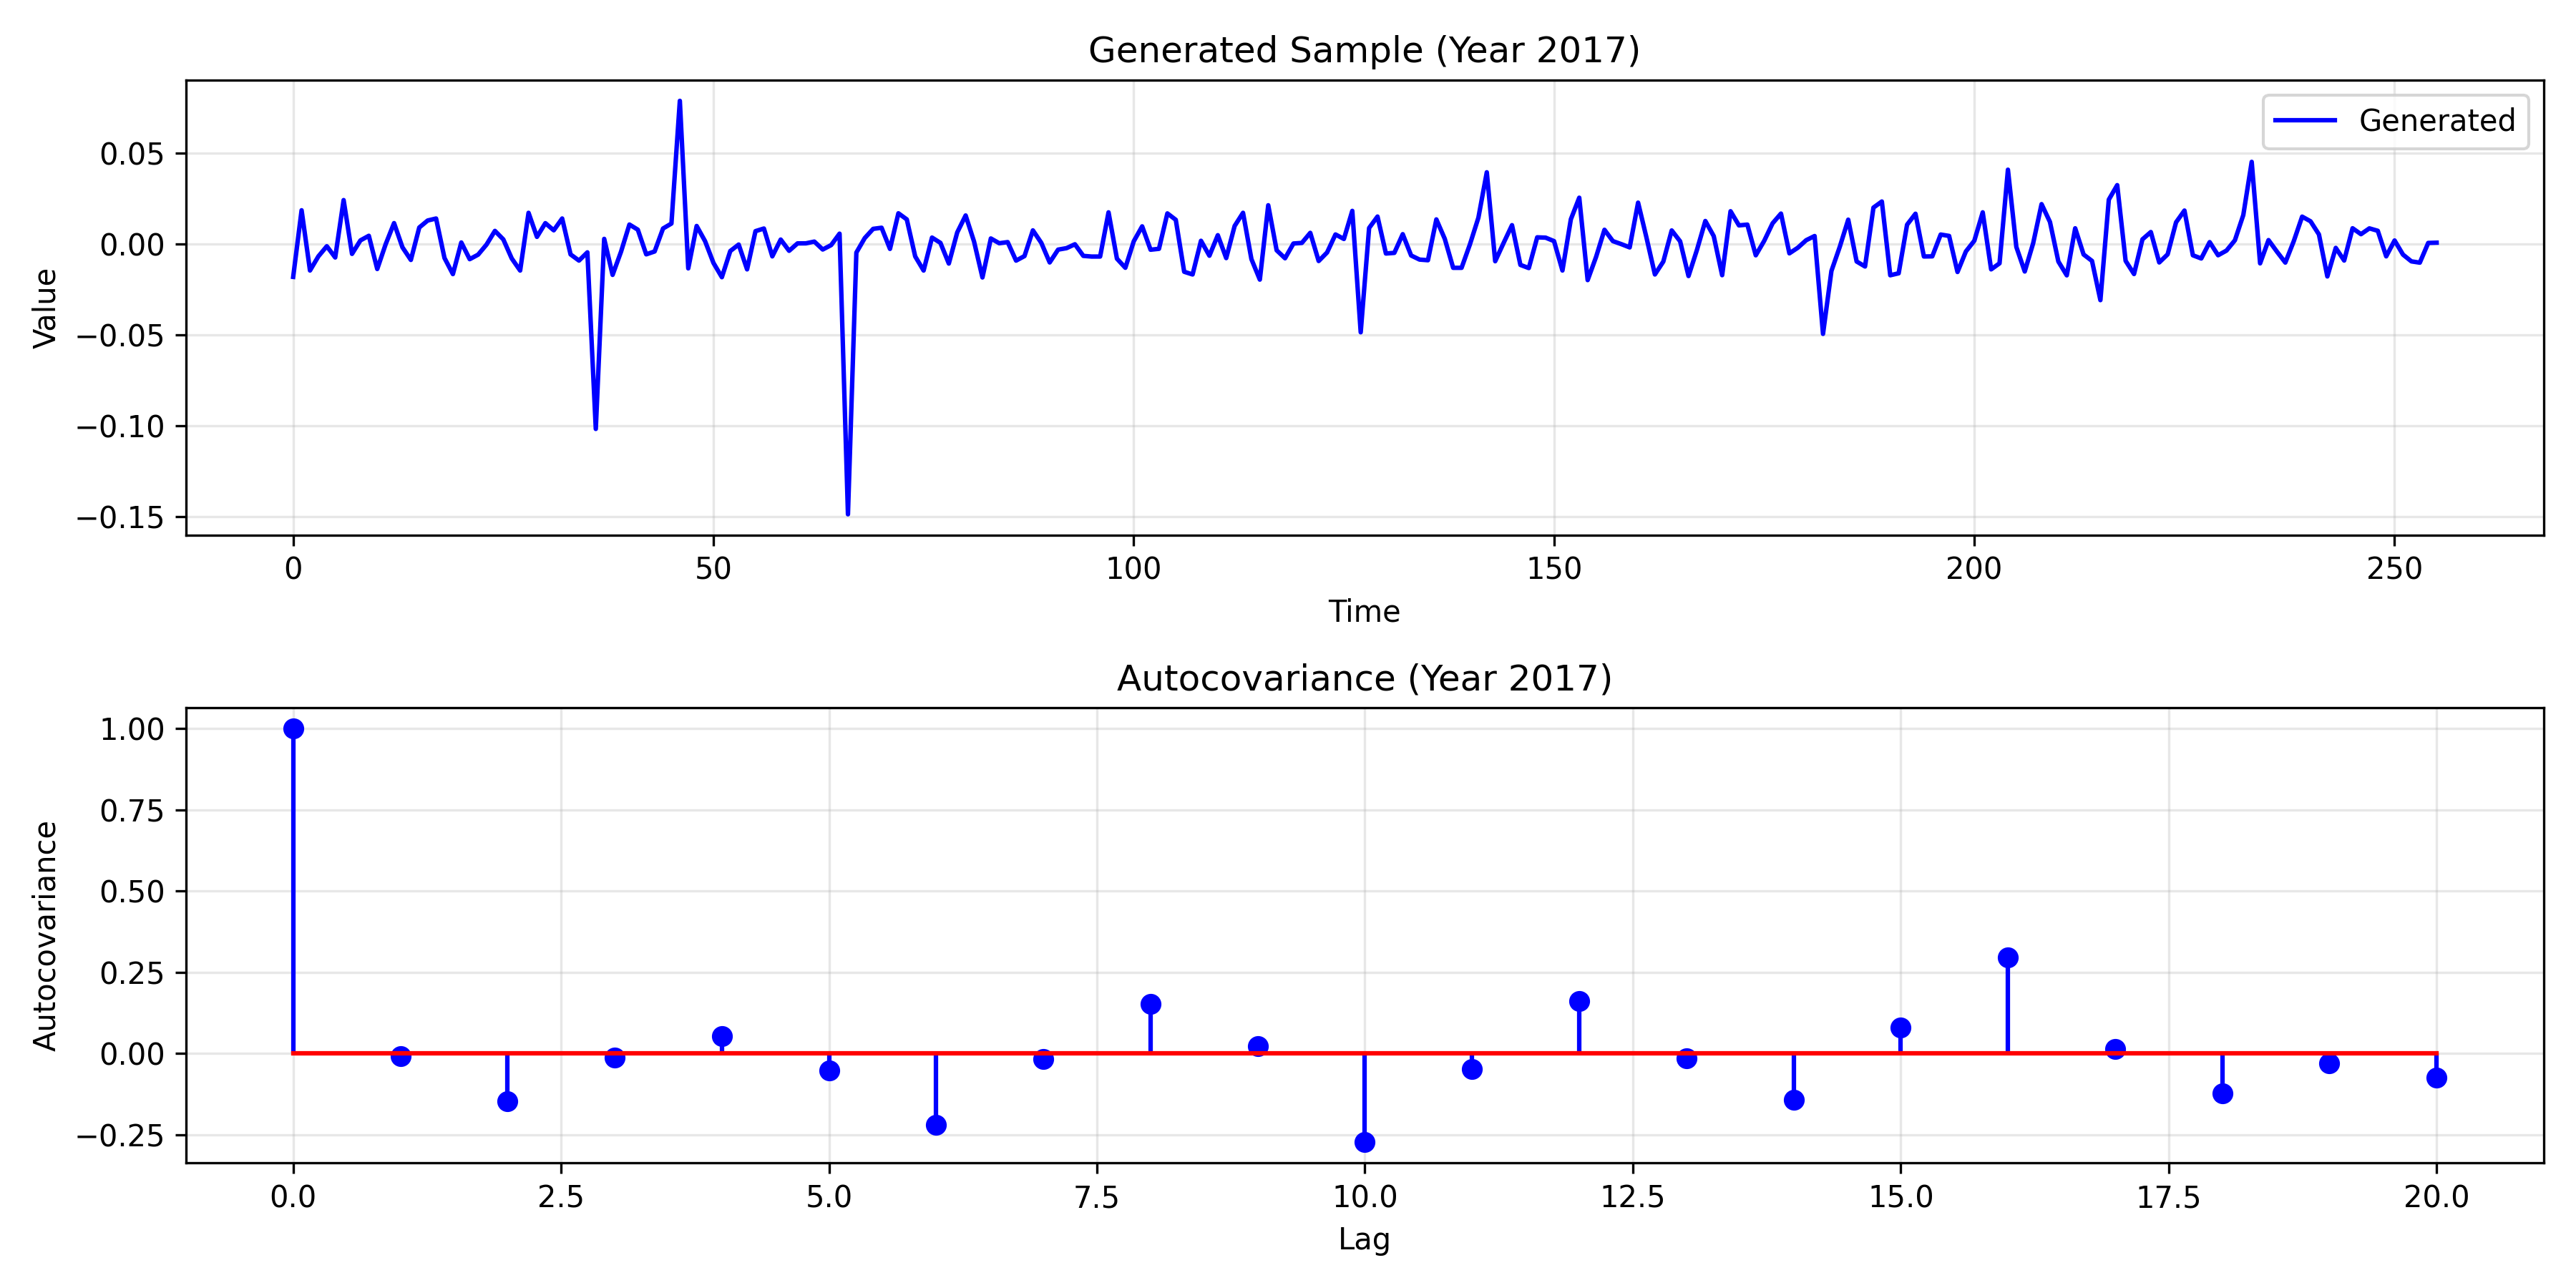 Generated Sample (Year 2017)
Generated
0.05
0.00
−0.05
−0.10
−0.15
Value
0 50 100 150 200 250
Time
Autocovariance (Year 2017)
1.00
0.75
0.50
0.25
0.00
−0.25
Autocovariance
0.0 2.5 5.0 7.5 10.0 12.5 15.0 17.5 20.0
Lag